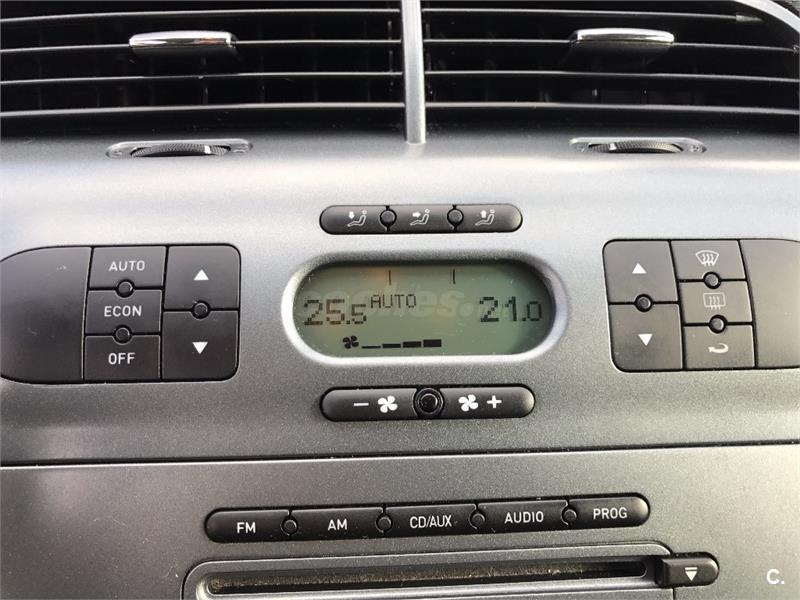 AUTO
ECON
OFF
25.5 AUTO 21.0
− +
FM AM CD/AUX AUDIO PROG
C.